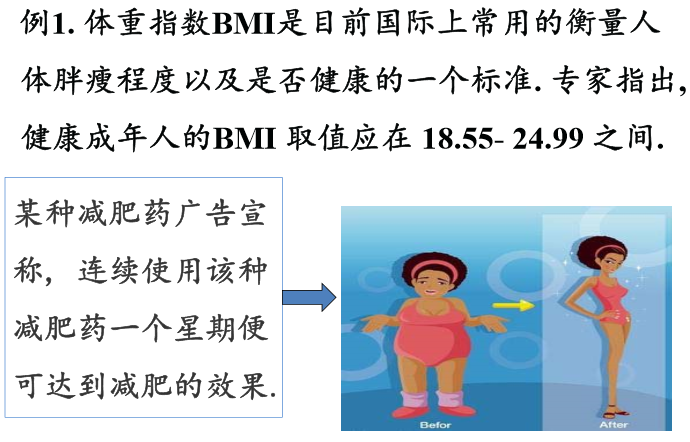 例1. 体重指数BMI是目前国际上常用的衡量人
体胖瘦程度以及是否健康的一个标准. 专家指出,
健康成年人的BMI 取值应在 18.55- 24.99 之间.
某种减肥药广告宣
称, 连续使用该种
减肥药一个星期便
可达到减肥的效果.
Befor
After